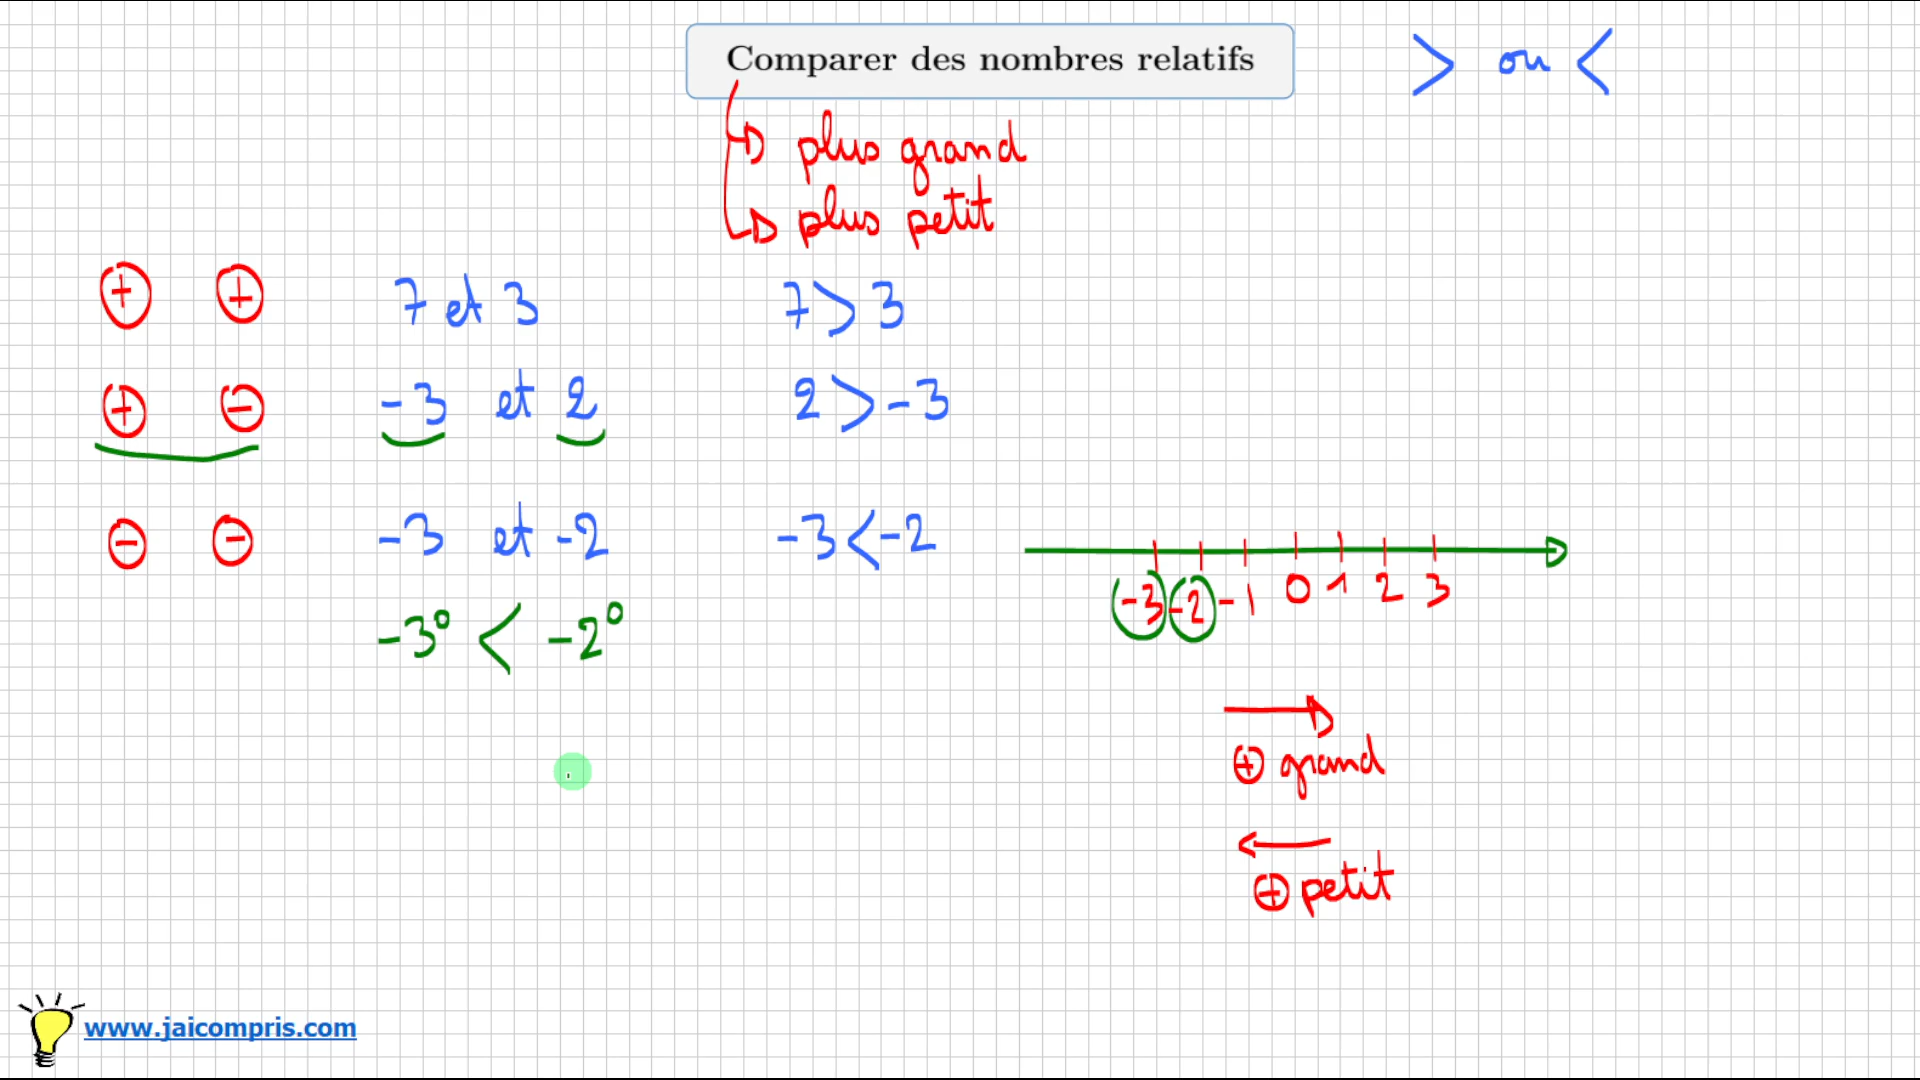 Comparer des nombres relatifs
> ou <
plus grand
plus petit
+ + 7 et 3 7 > 3
+ - -3 et 2 2 > -3
- - -3 et -2 -3 < -2
-3 -2 -1 0 1 2 3
-3° < -2°
+ grand
+ petit
www.jaicompris.com